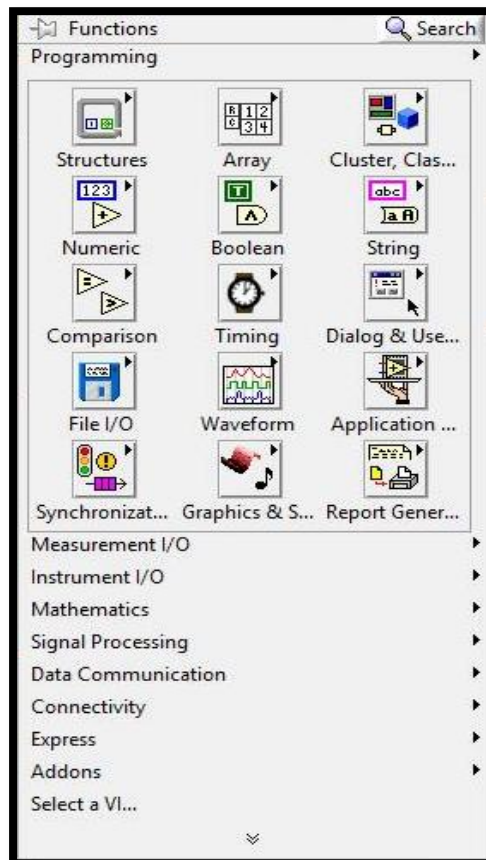 Functions Search
Programming
Structures Array Cluster, Clas...
Numeric Boolean String
Comparison Timing Dialog & Use...
File I/O Waveform Application ...
Synchronizat... Graphics & S... Report Gener...
Measurement I/O
Instrument I/O
Mathematics
Signal Processing
Data Communication
Connectivity
Express
Addons
Select a VI...